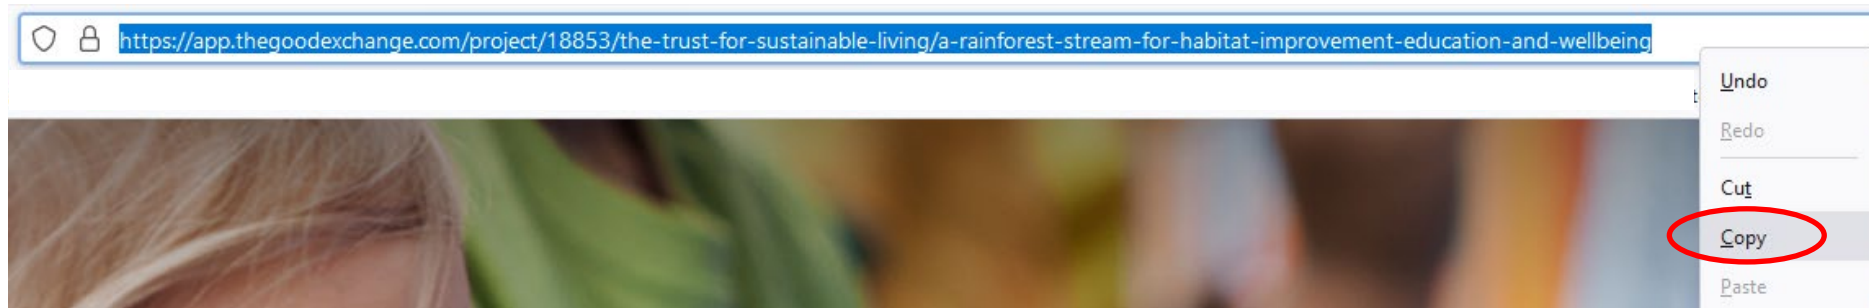 https://app.thegoodexchange.com/project/18853/the-trust-for-sustainable-living/a-rainforest-stream-for-habitat-improvement-education-and-wellbeing
Undo
t
Redo
Cut
Copy
Paste